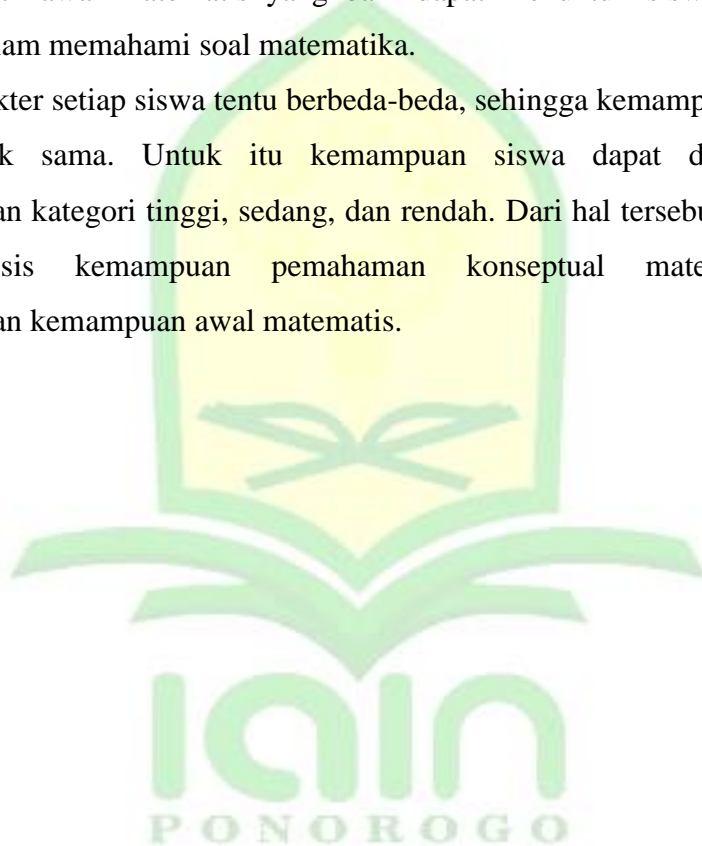 am memahami soal matematika.
kter setiap siswa tentu berbeda-beda, sehingga kemamp
k sama. Untuk itu kemampuan siswa dapat d
an kategori tinggi, sedang, dan rendah. Dari hal tersebu
sis kemampuan pemahaman konseptual mate
an kemampuan awal matematis.
iain
PONOROGO